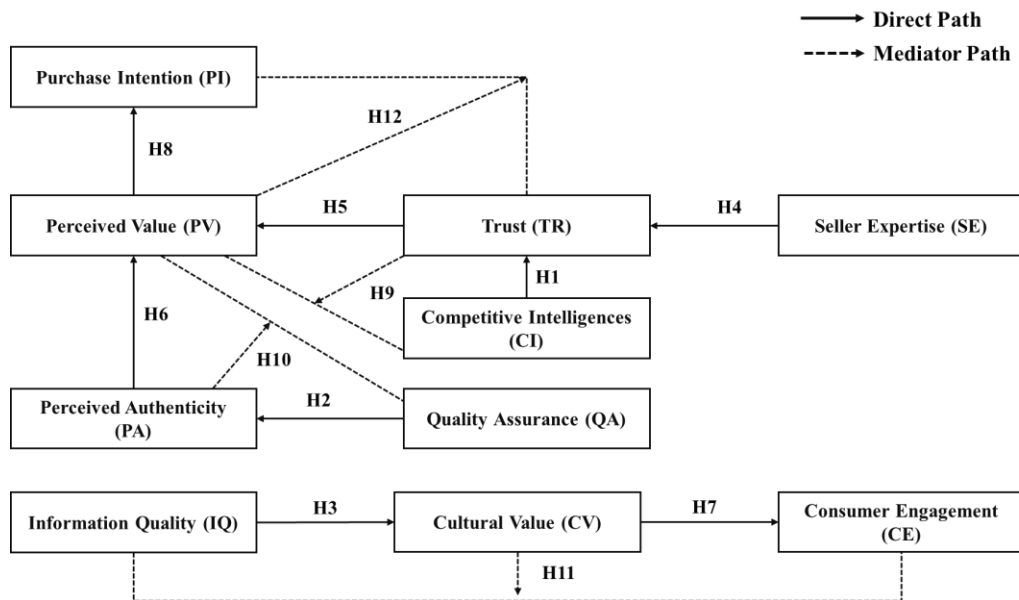 Direct Path
Mediator Path
Purchase Intention (PI)
H12
H8
Perceived Value (PV)
H5
Trust (TR)
H4
Seller Expertise (SE)
H9
H1
H6
Competitive Intelligences
(CI)
H10
Perceived Authenticity
(PA)
H2
Quality Assurance (QA)
Information Quality (IQ)
H3
Cultural Value (CV)
H7
Consumer Engagement
(CE)
H11